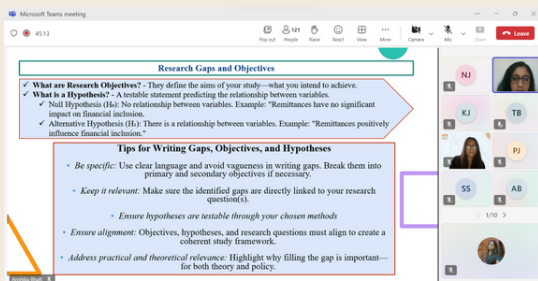 Microsoft Teams meeting
45:13
Pop out
121
People
Raise
React
View
More
Camera
Mic
Share
Leave
Research Gaps and Objectives
✓ What are Research Objectives? - They define the aims of your study—what you intend to achieve.
✓ What is a Hypothesis? - A testable statement predicting the relationship between variables.
✓ Null Hypothesis (H₀): No relationship between variables. Example: "Remittances have no significant
impact on financial inclusion.
✓ Alternative Hypothesis (H₁): There is a relationship between variables. Example: "Remittances positively
influence financial inclusion."
Tips for Writing Gaps, Objectives, and Hypotheses
• Be specific: Use clear language and avoid vagueness in writing gaps. Break them into
primary and secondary objectives if necessary.
• Keep it relevant: Make sure the identified gaps are directly linked to your research
question(s).
• Ensure hypotheses are testable through your chosen methods
• Ensure alignment: Objectives, hypotheses, and research questions must align to create a
coherent study framework.
• Address practical and theoretical relevance: Highlight why filling the gap is important—
for both theory and policy.
NJ
KJ
TB
PJ
SS
AB
1/10